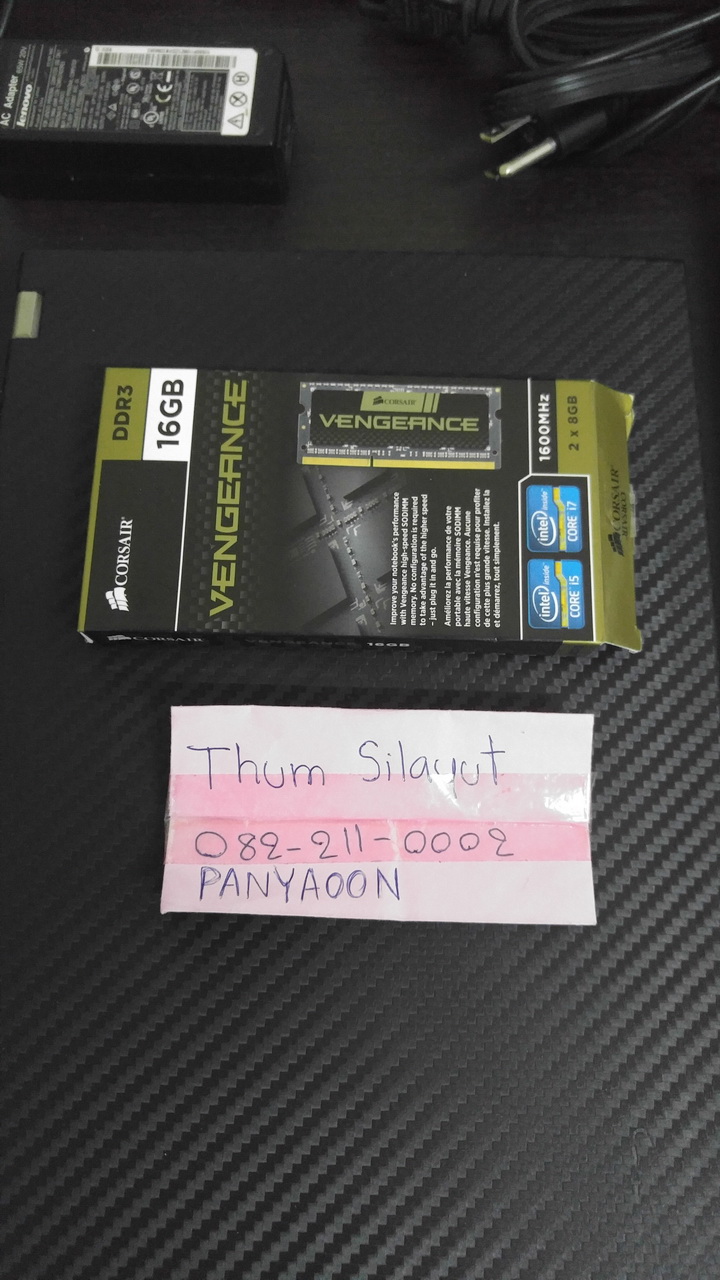 AC Adapter 65W 20V
lenovo
DDR3
16GB
CORSAIR
VENGEANCE
CORSAIR
VENGEANCE
Improve your notebook's performance
with Vengeance high-speed SODIMM
memory. No configuration is required
to take advantage of the higher speed
- just plug it in and go.
Améliorez la performance de votre
portable avec la mémoire SODIMM
haute vitesse Vengeance. Aucune
configuration n'est requise pour profiter
de cette plus grande vitesse. Installez la
et démarrez, tout simplement.
1600MHz
2 x 8GB
intel inside
CORE i7
intel inside
CORE i5
CORSAIR
CORSAIR
16GB
Thum Silayut
082-211-0002
PANYAOON